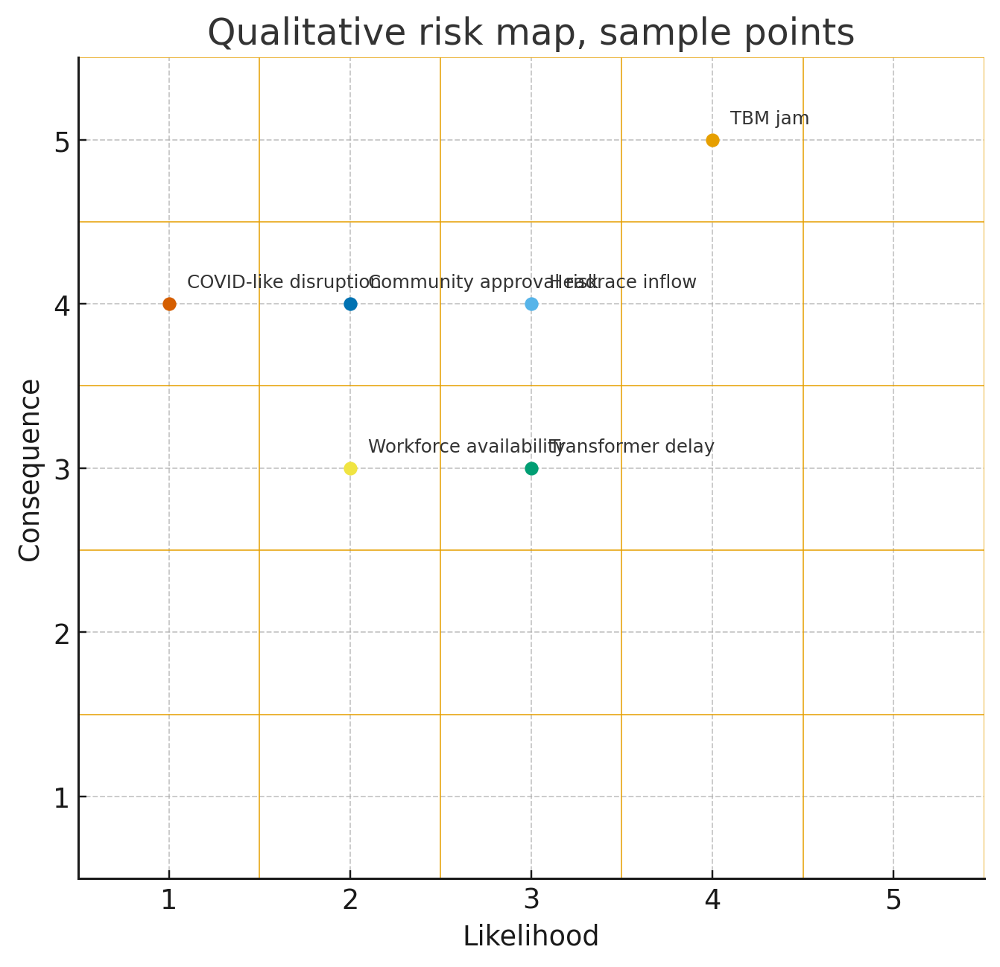 Qualitative risk map, sample points
TBM jam
5
COVID-like disruption
Community approval risk
Headrace inflow
4
Workforce availability
Transformer delay
3
2
1
Consequence
1 2 3 4 5
Likelihood